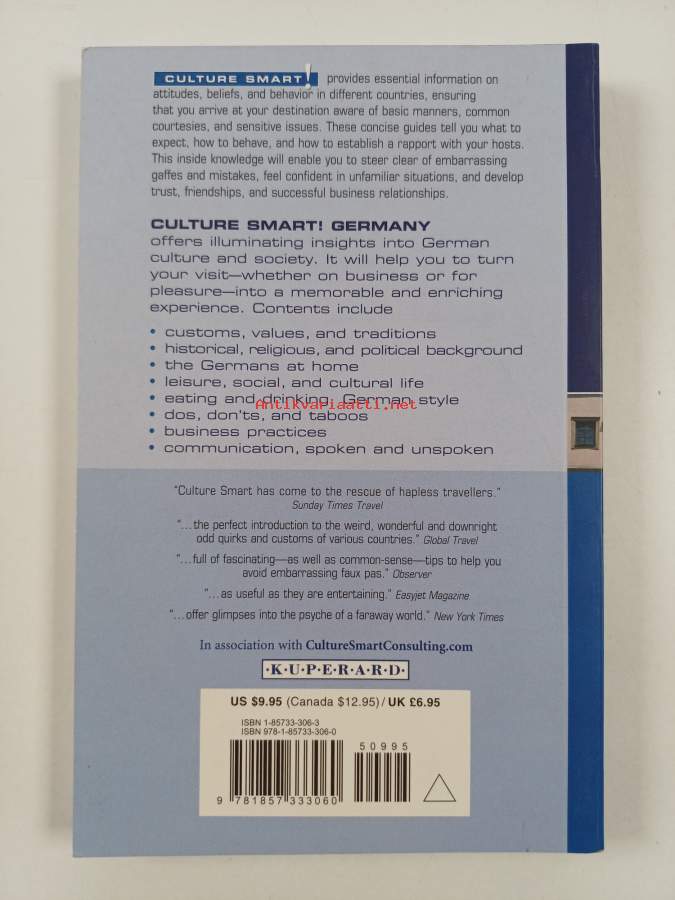 CULTURE SMART! provides essential information on
attitudes, beliefs, and behavior in different countries, ensuring
that you arrive at your destination aware of basic manners, common
courtesies, and sensitive issues. These concise guides tell you what to
expect, how to behave, and how to establish a rapport with your hosts.
This inside knowledge will enable you to steer clear of embarrassing
gaffes and mistakes, feel confident in unfamiliar situations, and develop
trust, friendships, and successful business relationships.
CULTURE SMART! GERMANY
offers illuminating insights into German
culture and society. It will help you to turn
your visit—whether on business or for
pleasure—into a memorable and enriching
experience. Contents include
• customs, values, and traditions
• historical, religious, and political background
• the Germans at home
• leisure, social, and cultural life
• eating and drinking, German style
Antikvariaatti.net
• dos, don'ts, and taboos
• business practices
• communication, spoken and unspoken
"Culture Smart has come to the rescue of hapless travellers."
Sunday Times Travel
"...the perfect introduction to the weird, wonderful and downright
odd quirks and customs of various countries." Global Travel
"...full of fascinating—as well as common-sense—tips to help you
avoid embarrassing faux pas." Observer
"...as useful as they are entertaining." Easyjet Magazine
"...offer glimpses into the psyche of a faraway world." New York Times
In association with CultureSmartConsulting.com
·K·U·P·E·R·A·R·D·
US $9.95 (Canada $12.95) / UK £6.95
ISBN 1-85733-306-3
ISBN 978-1-85733-306-0
50995
9 781857 333060